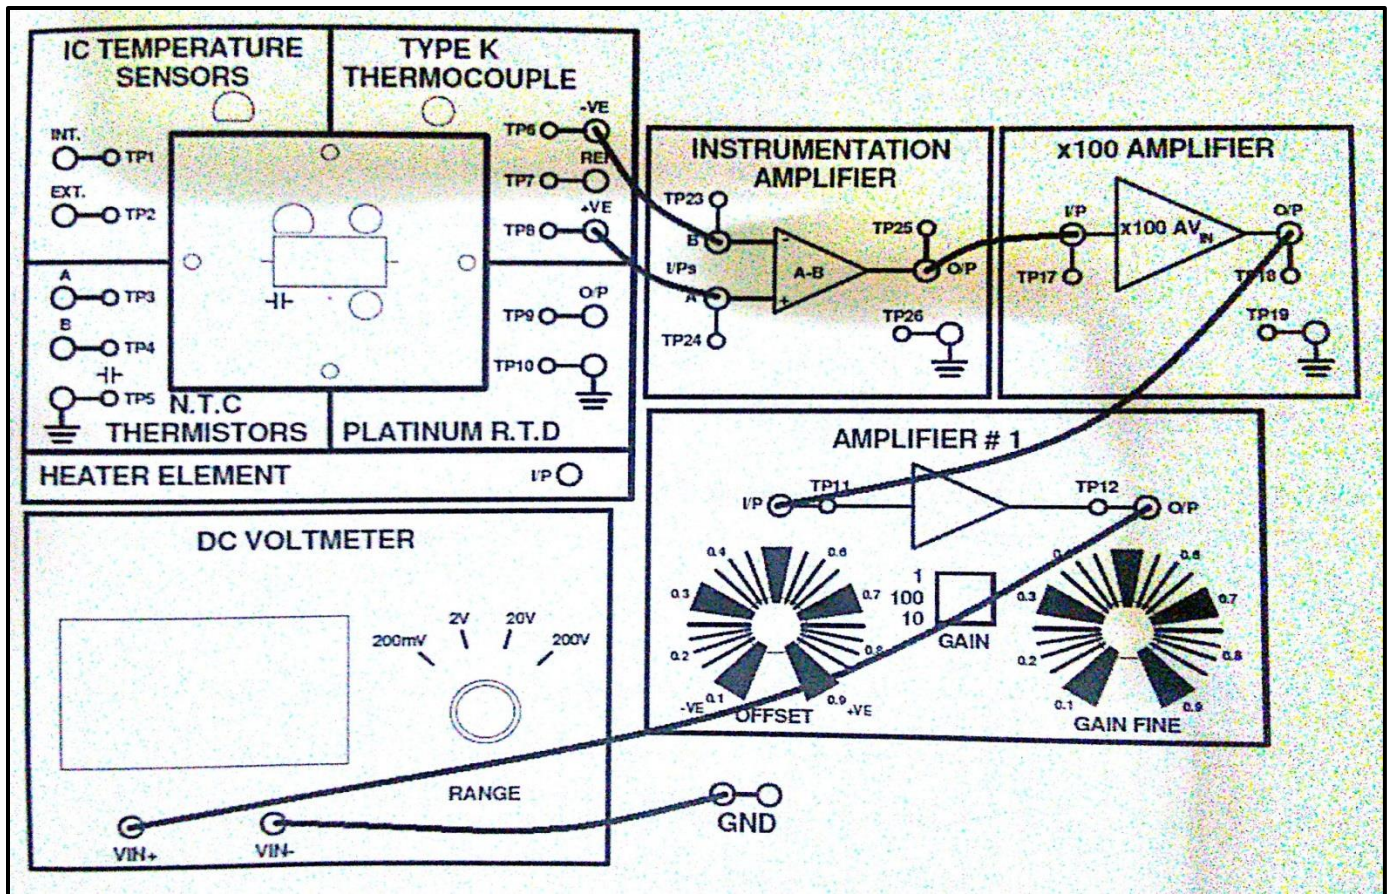 IC TEMPERATURE
SENSORS
TYPE K
THERMOCOUPLE
INT.
TP1
EXT.
TP2
A
TP3
B
TP4
TP5
N.T.C
THERMISTORS
-VE
TP6
TP7
+VE
TP8
O/P
TP9
TP10
PLATINUM R.T.D
HEATER ELEMENT
I/P
INSTRUMENTATION
AMPLIFIER
TP23
B
-
I/Ps
A-B
A
+
TP24
TP25
O/P
TP26
x100 AMPLIFIER
I/P
x100 AVIN
O/P
TP17
TP18
TP19
AMPLIFIER # 1
I/P
TP11
TP12
O/P
0.4
0.6
0.3
0.7
0.2
0.8
0.1
0.9
-VE
+VE
OFFSET
1
100
10
GAIN
0.6
0.3
0.7
0.2
0.8
0.1
0.9
GAIN FINE
DC VOLTMETER
200mV
2V
20V
200V
RANGE
VIN+
VIN-
GND